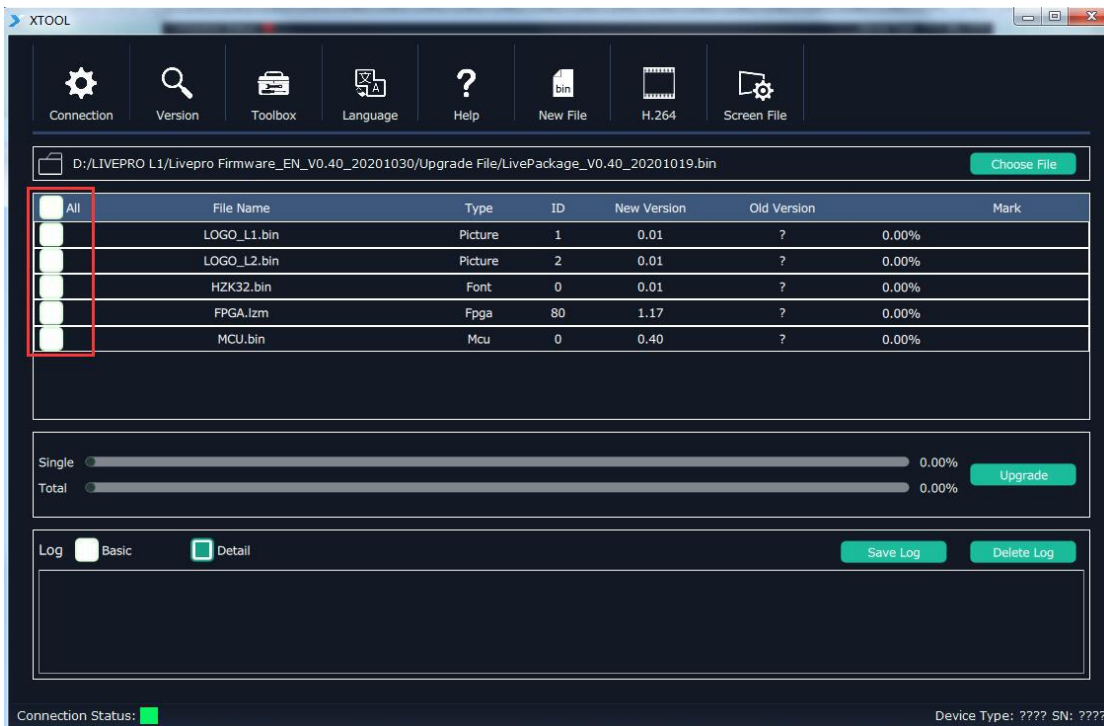 XTOOL
Connection Version Toolbox Language Help New File H.264 Screen File
bin
D:/LIVEPRO L1/Livepro Firmware_EN_V0.40_20201030/Upgrade File/LivePackage_V0.40_20201019.bin Choose File
All File Name Type ID New Version Old Version Mark
LOGO_L1.bin Picture 1 0.01 ? 0.00%
LOGO_L2.bin Picture 2 0.01 ? 0.00%
HZK32.bin Font 0 0.01 ? 0.00%
FPGA.lzm Fpga 80 1.17 ? 0.00%
MCU.bin Mcu 0 0.40 ? 0.00%
Single 0.00%
Total 0.00%
Upgrade
Log Basic Detail Save Log Delete Log
Connection Status: Device Type: ???? SN: ????